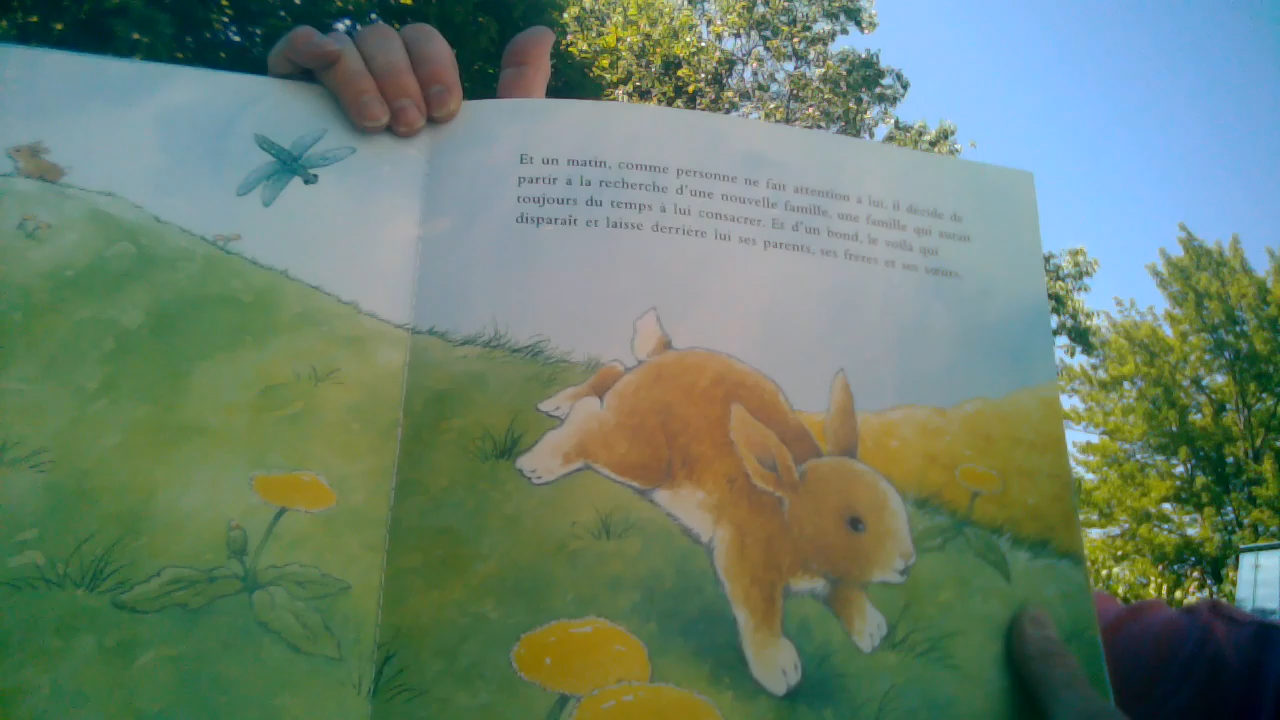 Et un matin, comme personne ne fait attention à lui, il décide de
partir à la recherche d'une nouvelle famille, une famille qui aurait
toujours du temps à lui consacrer. Et d'un bond, le voilà qui
disparaît et laisse derrière lui ses parents, ses frères et ses sœurs.